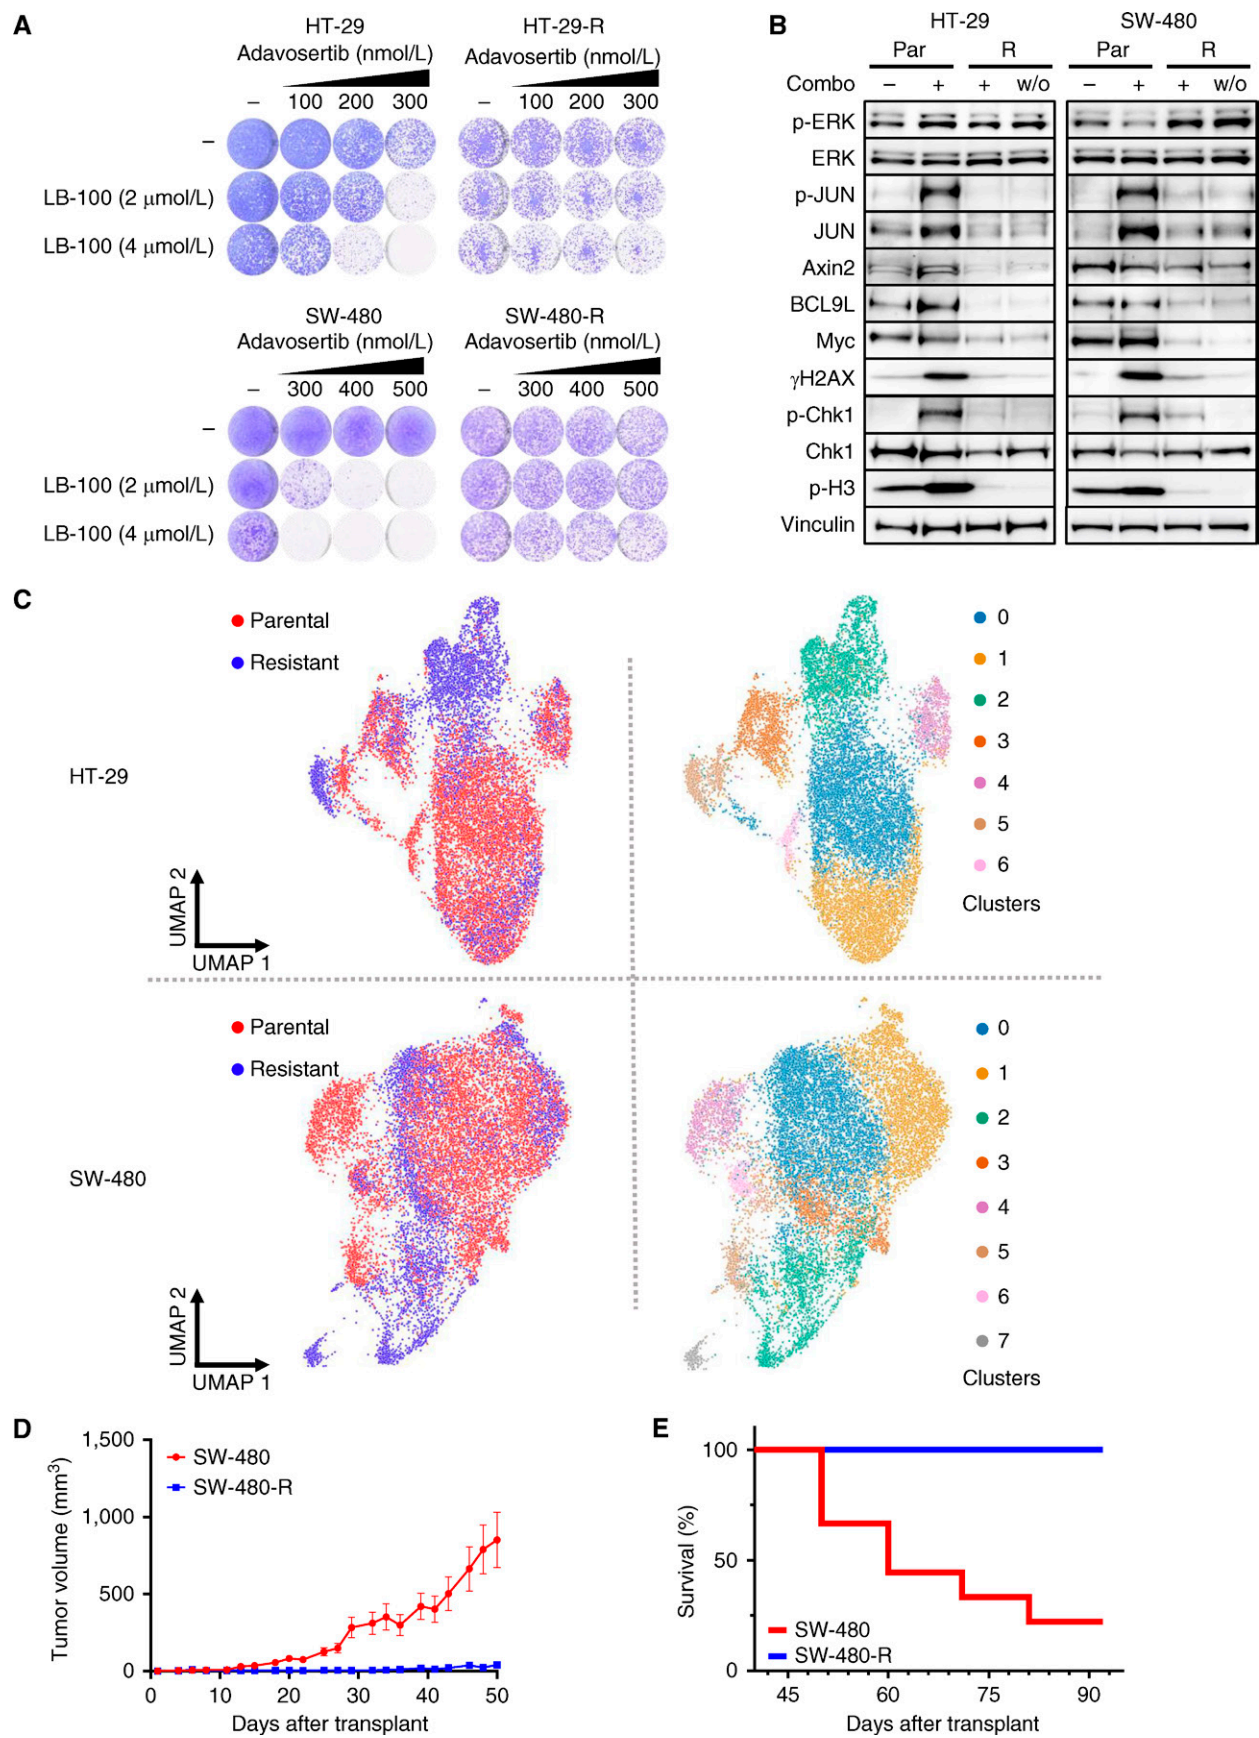 A
HT-29
Adavosertib (nmol/L)
– 100 200 300
–
LB-100 (2 μmol/L)
LB-100 (4 μmol/L)
HT-29-R
Adavosertib (nmol/L)
– 100 200 300
SW-480
Adavosertib (nmol/L)
– 300 400 500
–
LB-100 (2 μmol/L)
LB-100 (4 μmol/L)
SW-480-R
Adavosertib (nmol/L)
– 300 400 500
B
HT-29 SW-480
Par R Par R
Combo – + + w/o – + + w/o
p-ERK
ERK
p-JUN
JUN
Axin2
BCL9L
Myc
γH2AX
p-Chk1
Chk1
p-H3
Vinculin
C
HT-29
Parental
Resistant
UMAP 2
UMAP 1
0
1
2
3
4
5
6
Clusters
SW-480
Parental
Resistant
UMAP 2
UMAP 1
0
1
2
3
4
5
6
7
Clusters
D
Tumor volume (mm³)
1,500
1,000
500
0
SW-480
SW-480-R
0 10 20 30 40 50
Days after transplant
E
Survival (%)
100
50
0
SW-480
SW-480-R
45 60 75 90
Days after transplant